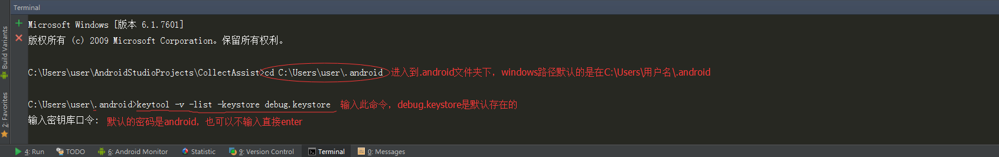 Terminal
Microsoft Windows [版本 6.1.7601]
版权所有 (c) 2009 Microsoft Corporation。保留所有权利。
C:\Users\user\AndroidStudioProjects\CollectAssist>cd C:\Users\user\.android 进入到.android文件夹下，windows路径默认的是在C:\Users\用户名\.android
C:\Users\user\.android>keytool -v -list -keystore debug.keystore 输入此命令，debug.keystore是默认存在的
输入密钥库口令: 默认的密码是android，也可以不输入直接enter
Build Variants
2: Favorites
4: Run TODO 6: Android Monitor Statistic 9: Version Control Terminal 0: Messages